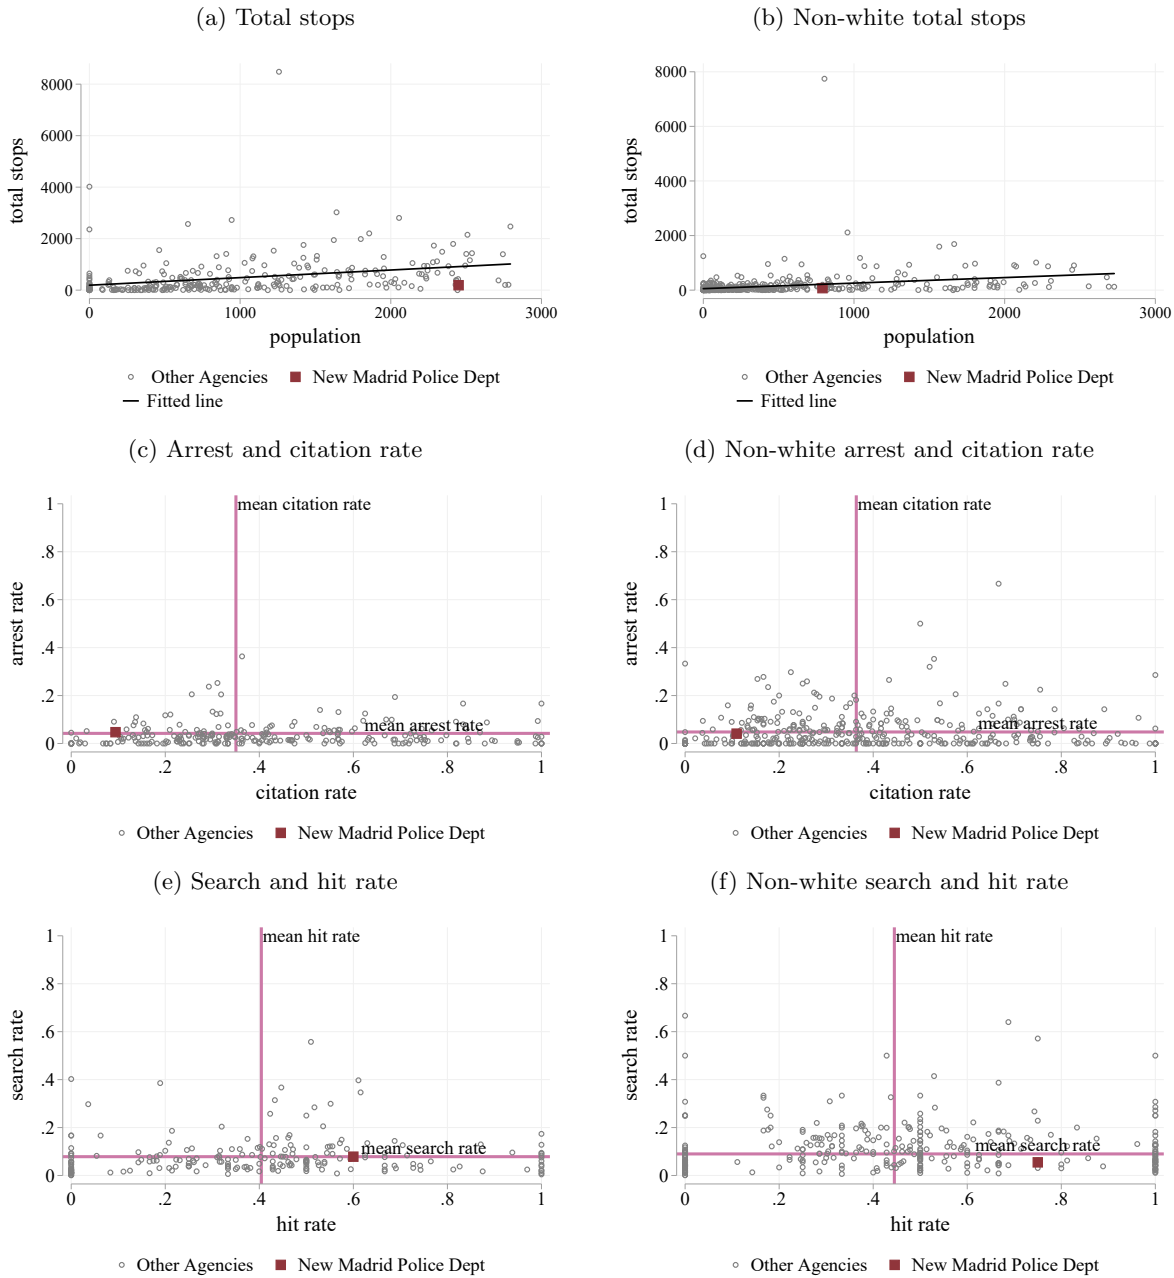 (a) Total stops
(b) Non-white total stops
total stops
8000
6000
4000
2000
0
0 1000 2000 3000
population
Other Agencies New Madrid Police Dept
Fitted line
total stops
8000
6000
4000
2000
0
0 1000 2000 3000
population
Other Agencies New Madrid Police Dept
Fitted line
(c) Arrest and citation rate
(d) Non-white arrest and citation rate
arrest rate
1
.8
.6
.4
.2
0
mean citation rate
mean arrest rate
0 .2 .4 .6 .8 1
citation rate
Other Agencies New Madrid Police Dept
arrest rate
1
.8
.6
.4
.2
0
mean citation rate
mean arrest rate
0 .2 .4 .6 .8 1
citation rate
Other Agencies New Madrid Police Dept
(e) Search and hit rate
(f) Non-white search and hit rate
search rate
1
.8
.6
.4
.2
0
mean hit rate
mean search rate
0 .2 .4 .6 .8 1
hit rate
Other Agencies New Madrid Police Dept
search rate
1
.8
.6
.4
.2
0
mean hit rate
mean search rate
0 .2 .4 .6 .8 1
hit rate
Other Agencies New Madrid Police Dept